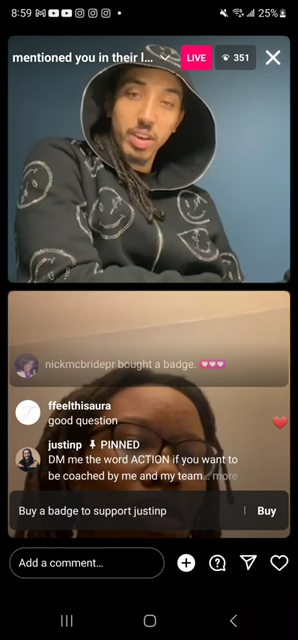 8:59
25%
mentioned you in their l...
LIVE
351
nickmcbridepr bought a badge.
ffeelthisaura
good question
justinp PINNED
DM me the word ACTION if you want to
be coached by me and my team... more
Buy a badge to support justinp
Buy
Add a comment...